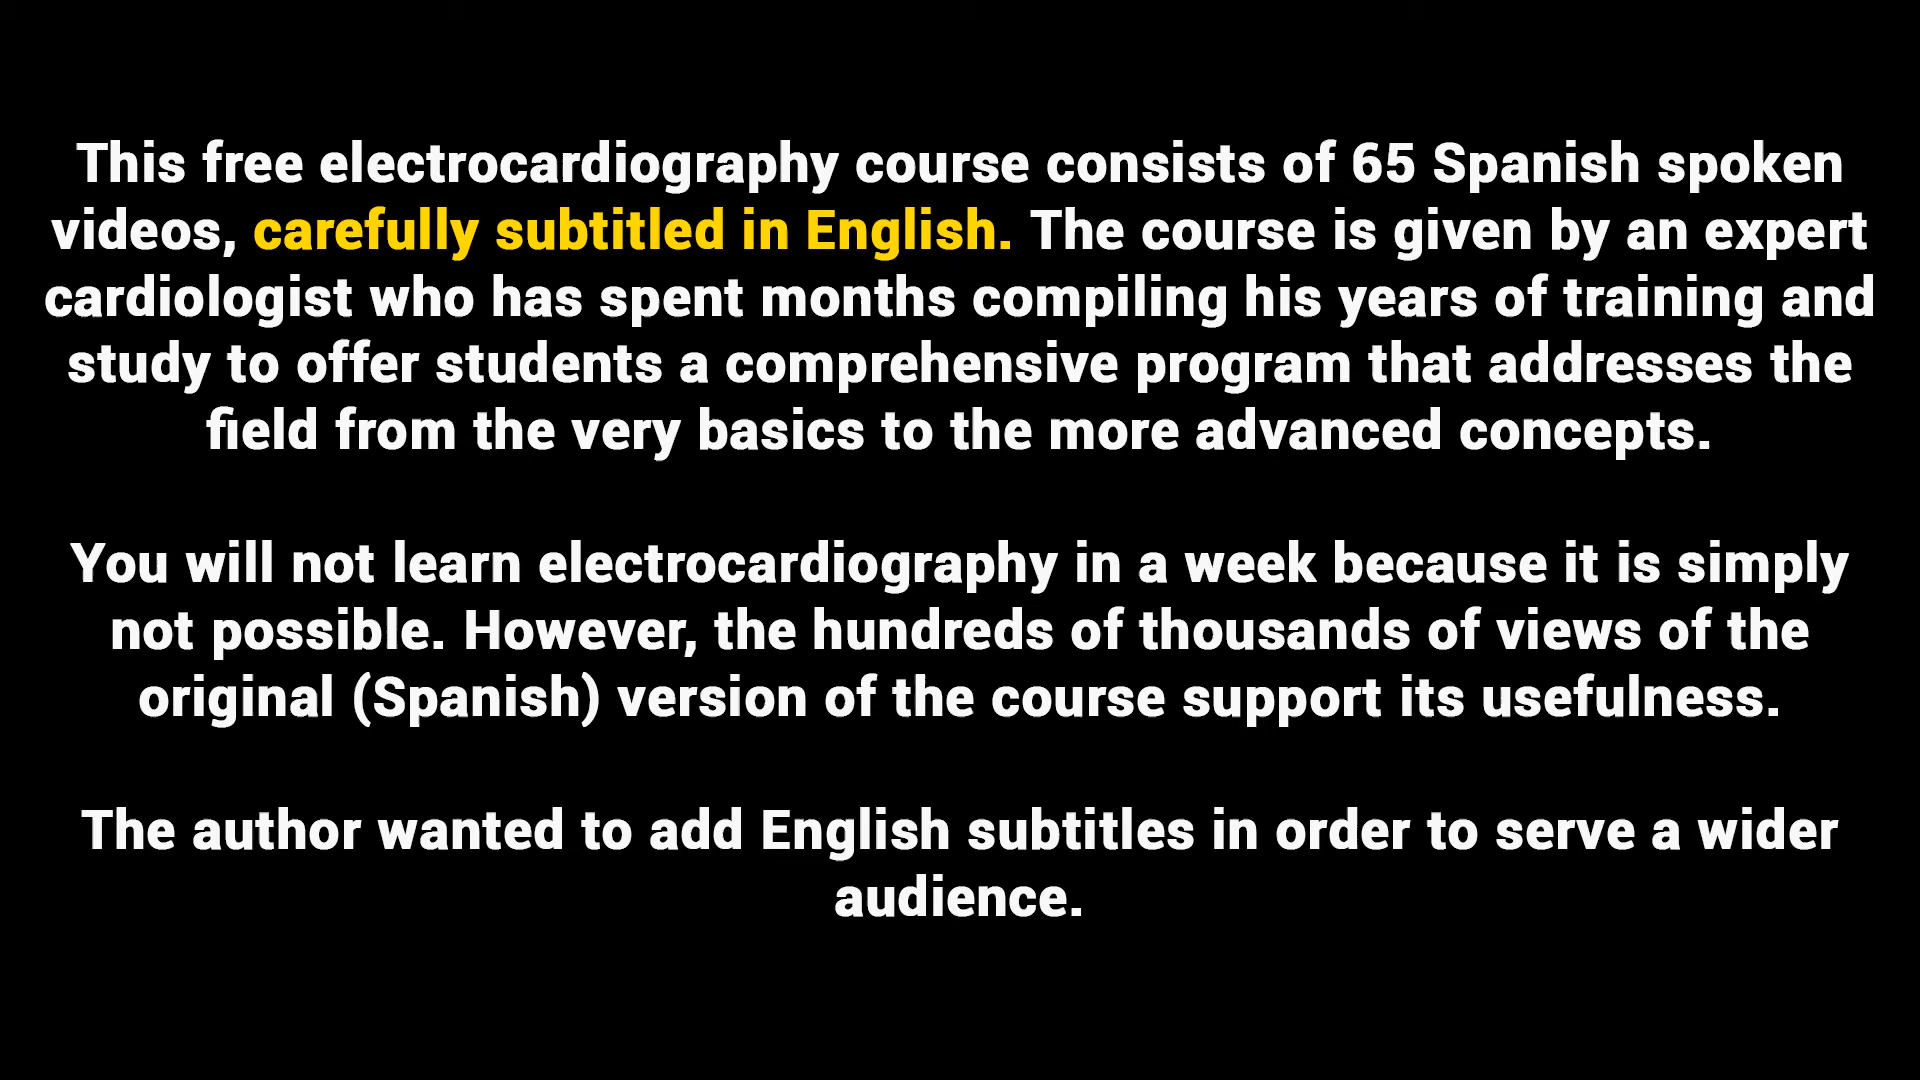 This free electrocardiography course consists of 65 Spanish spoken
videos, carefully subtitled in English. The course is given by an expert
cardiologist who has spent months compiling his years of training and
study to offer students a comprehensive program that addresses the
field from the very basics to the more advanced concepts.
You will not learn electrocardiography in a week because it is simply
not possible. However, the hundreds of thousands of views of the
original (Spanish) version of the course support its usefulness.
The author wanted to add English subtitles in order to serve a wider
audience.